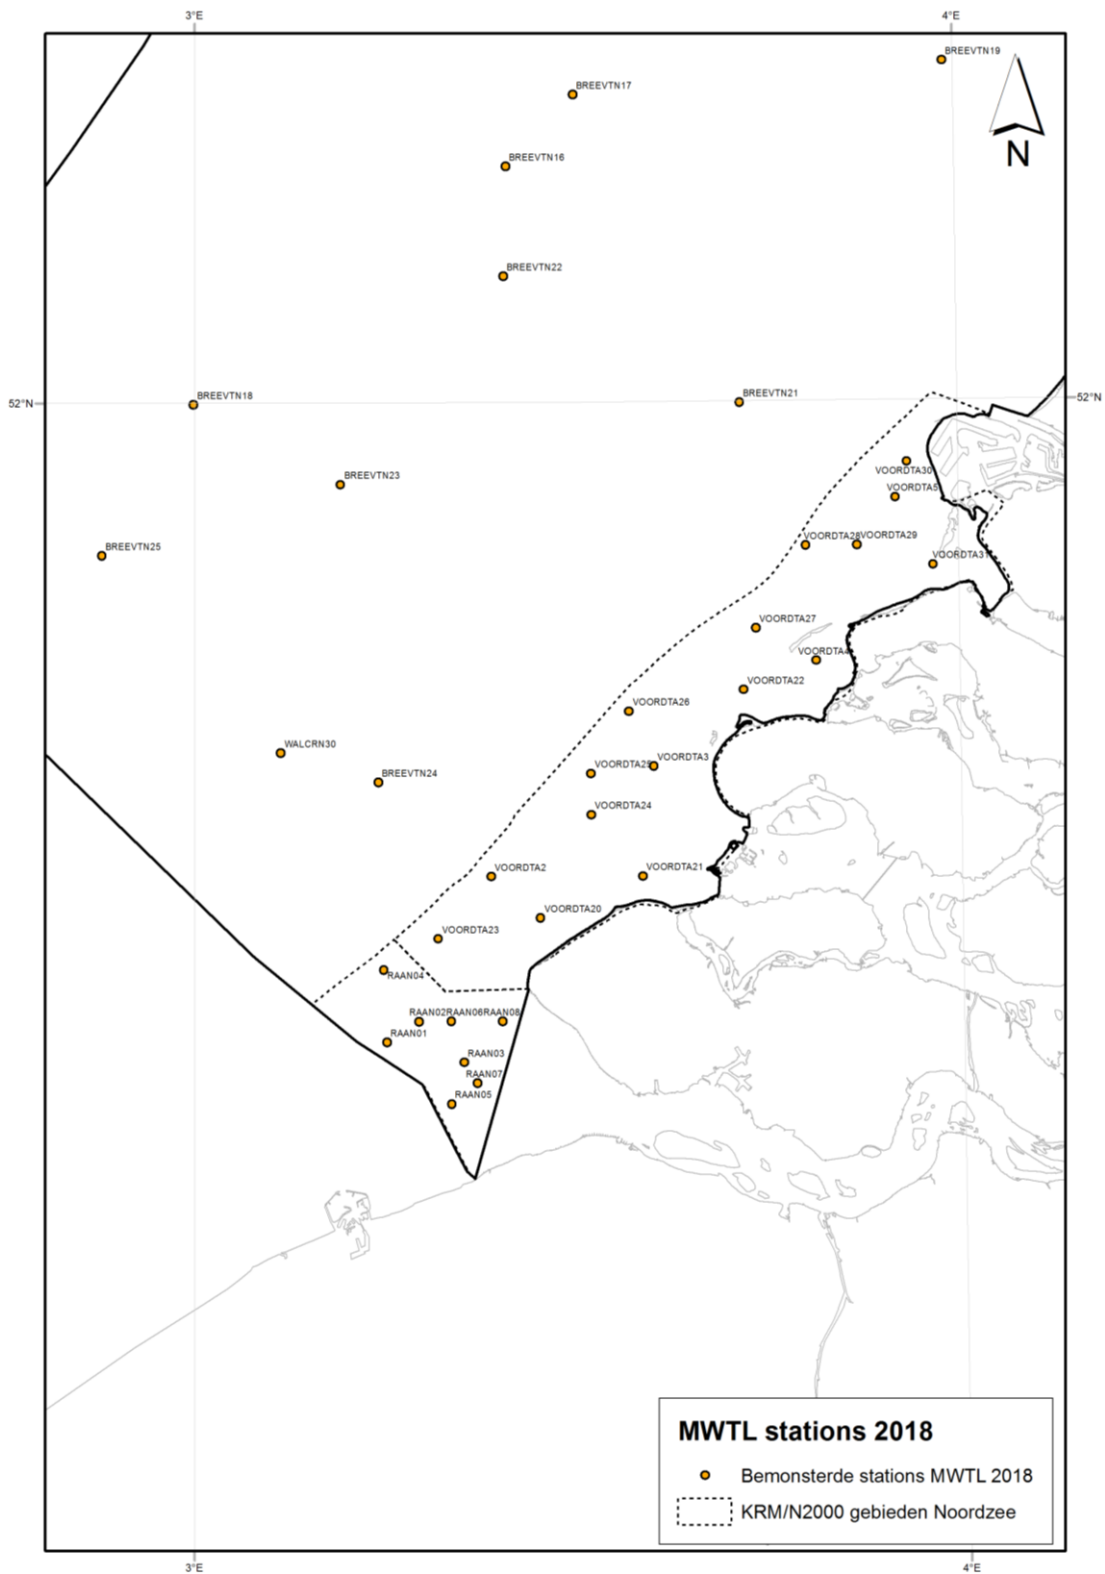 3°E
4°E
BREEVTN19
BREEVTN17
N
BREEVTN16
BREEVTN22
52°N
BREEVTN18
BREEVTN21
52°N
VOORDTA30
BREEVTN23
VOORDTA5
VOORDTA28
VOORDTA29
BREEVTN25
VOORDTA31
VOORDTA27
VOORDTA4
VOORDTA22
VOORDTA26
WALCRN30
VOORDTA3
VOORDTA25
BREEVTN24
VOORDTA24
VOORDTA2
VOORDTA21
VOORDTA20
VOORDTA23
RAAN04
RAAN02
RAAN06
RAAN08
RAAN01
RAAN03
RAAN07
RAAN05
MWTL stations 2018
Bemonsterde stations MWTL 2018
KRM/N2000 gebieden Noordzee
3°E
4°E